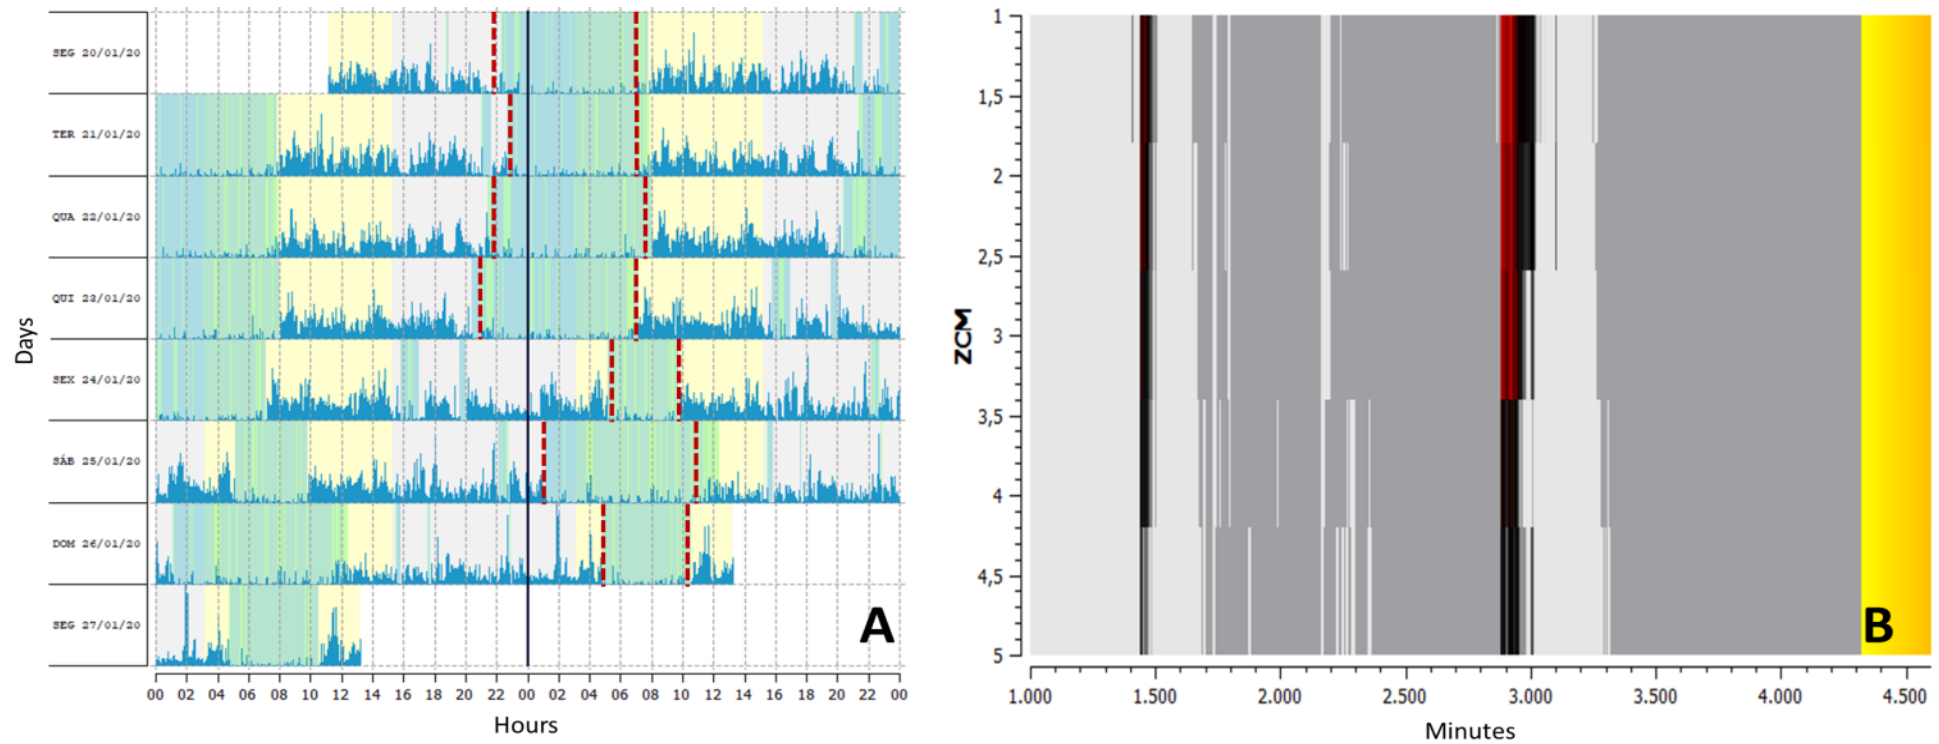 Days
SEG 20/01/20
TER 21/01/20
QUA 22/01/20
QUI 23/01/20
SEX 24/01/20
SÁB 25/01/20
DOM 26/01/20
SEG 27/01/20
00 02 04 06 08 10 12 14 16 18 20 22 00 02 04 06 08 10 12 14 16 18 20 22 00
Hours
A
ZCM
1
1,5
2
2,5
3
3,5
4
4,5
5
1.000 1.500 2.000 2.500 3.000 3.500 4.000 4.500
Minutes
B